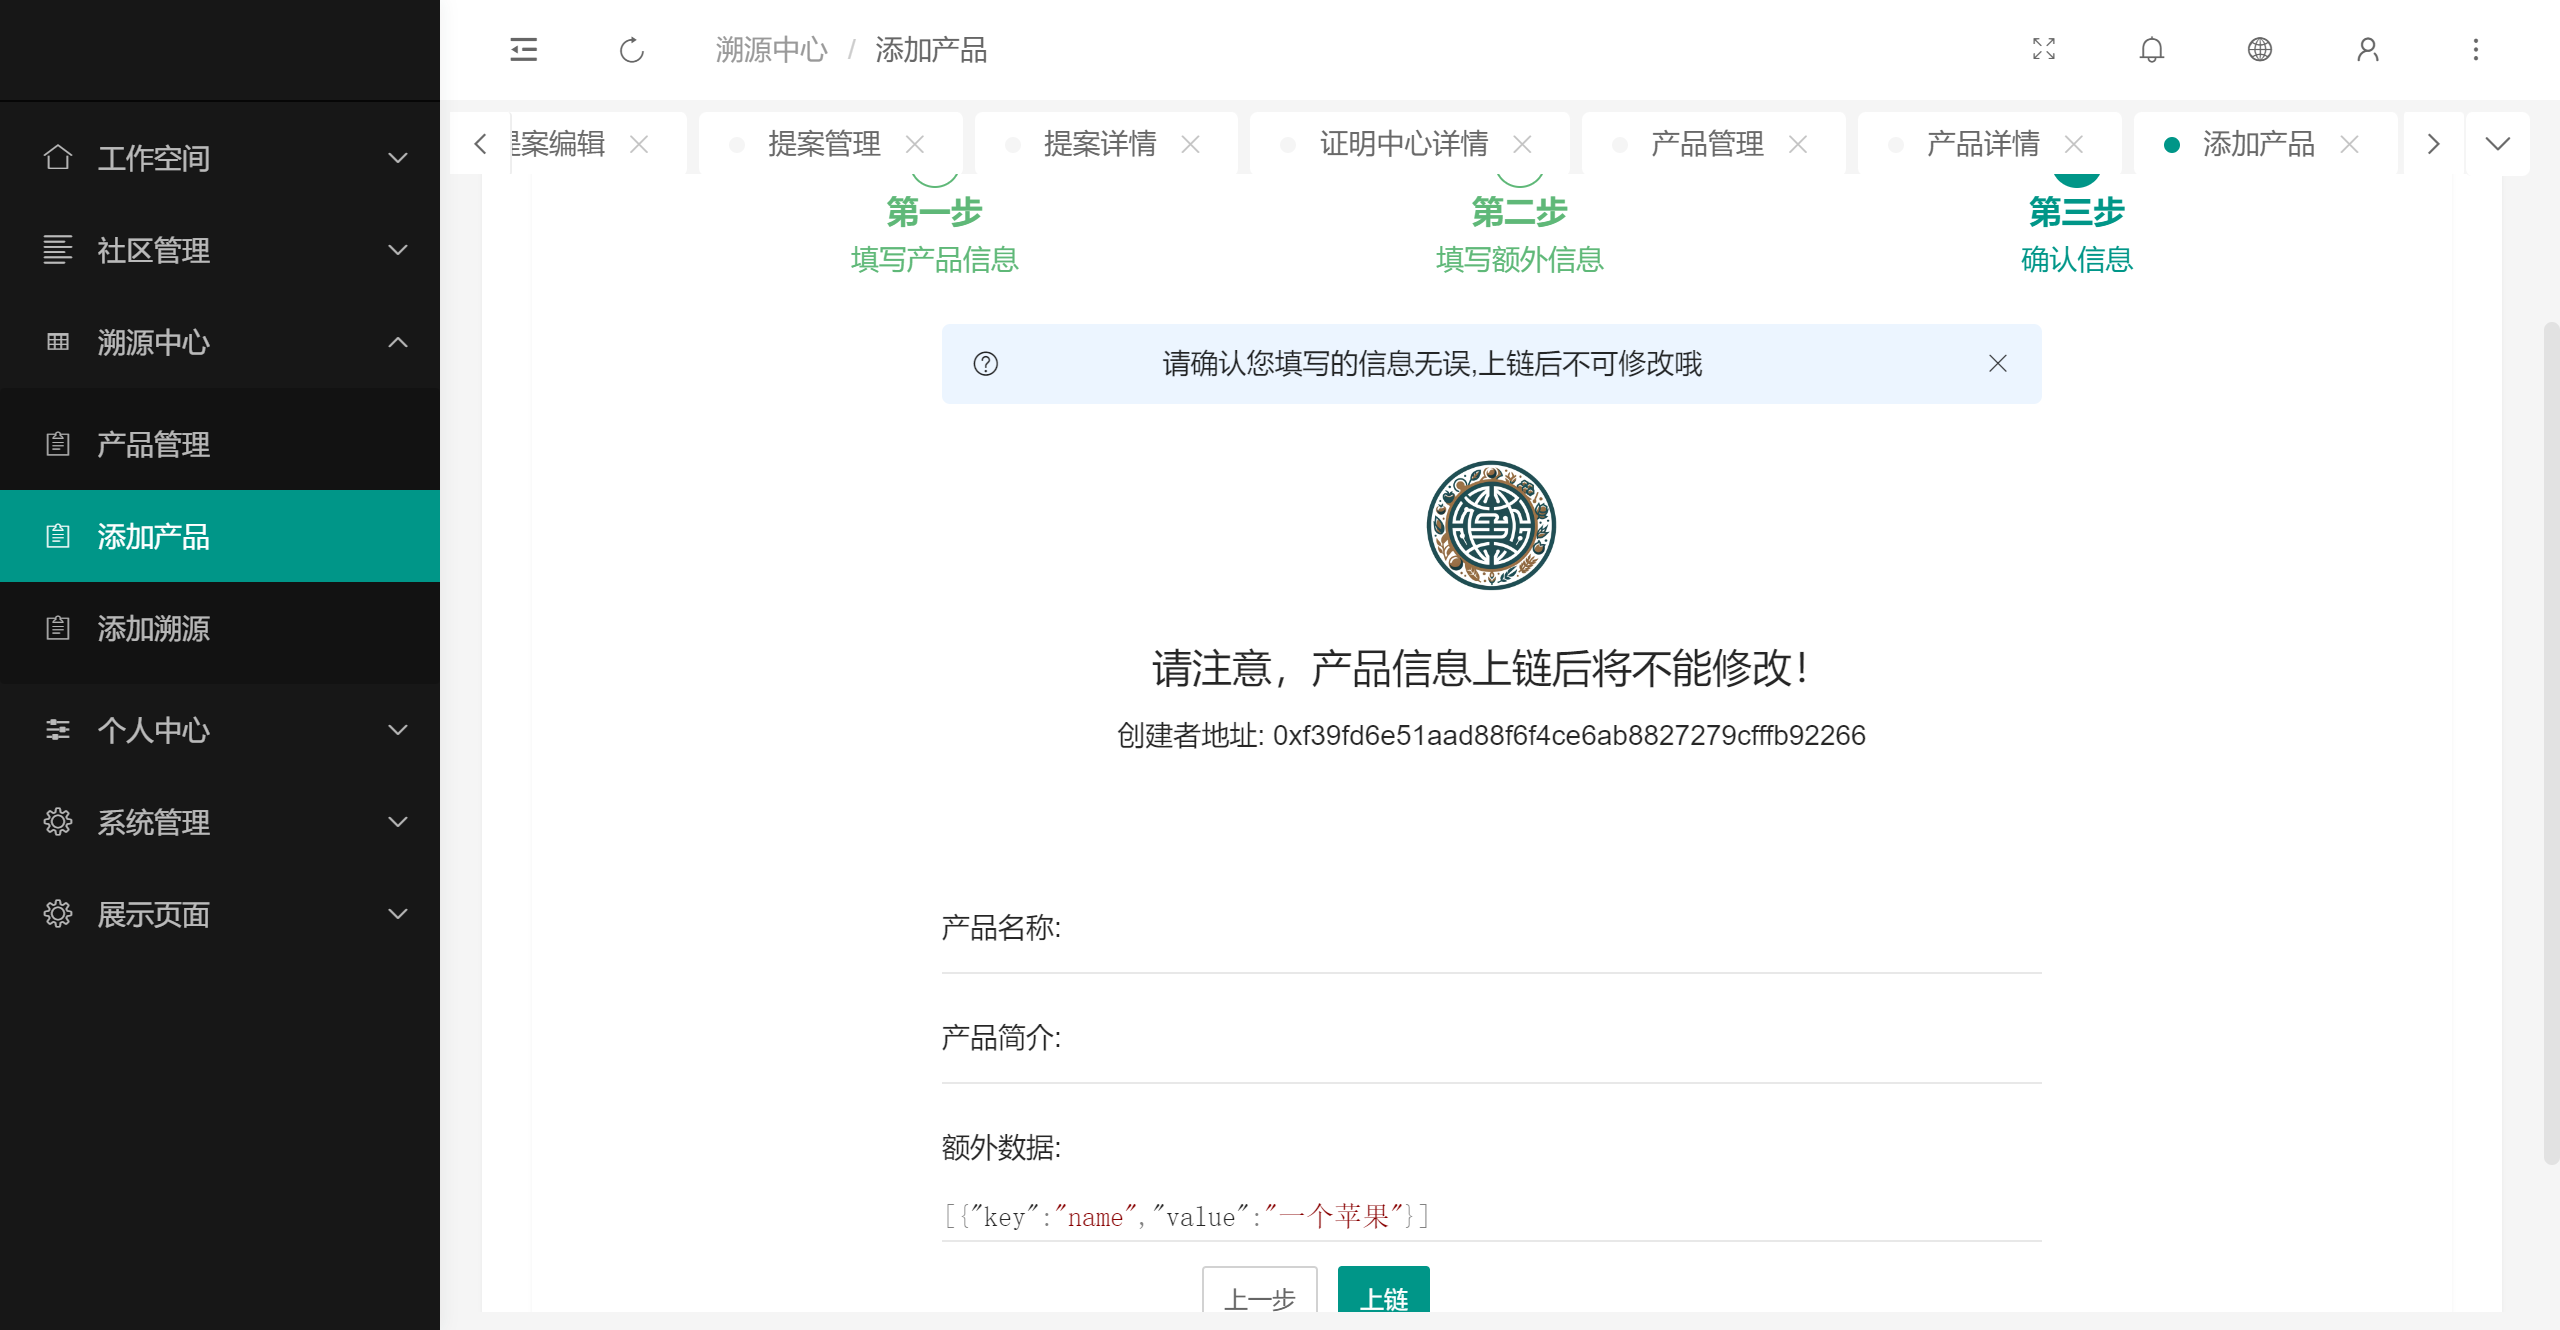 溯源中心 / 添加产品
工作空间
社区管理
溯源中心
产品管理
添加产品
添加溯源
个人中心
系统管理
展示页面
案编辑
提案管理
提案详情
证明中心详情
产品管理
产品详情
添加产品
第一步
填写产品信息
第二步
填写额外信息
第三步
确认信息
请确认您填写的信息无误,上链后不可修改哦
请注意，产品信息上链后将不能修改！
创建者地址: 0xf39fd6e51aad88f6f4ce6ab8827279cfffb92266
产品名称:
产品简介:
额外数据:
[{"key":"name","value":"一个苹果"}]
上一步
上链